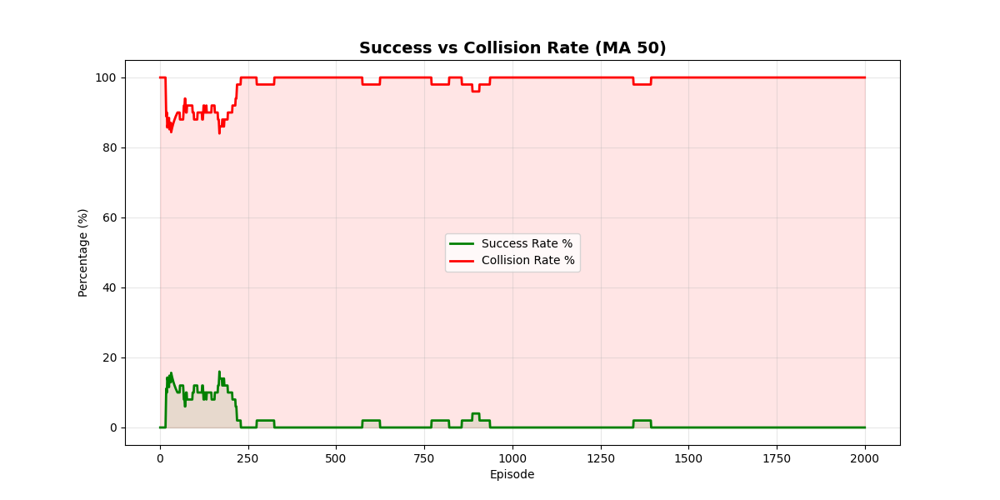 Success vs Collision Rate (MA 50)
100
80
60
40
20
0
Percentage (%)
Success Rate %
Collision Rate %
0 250 500 750 1000 1250 1500 1750 2000
Episode